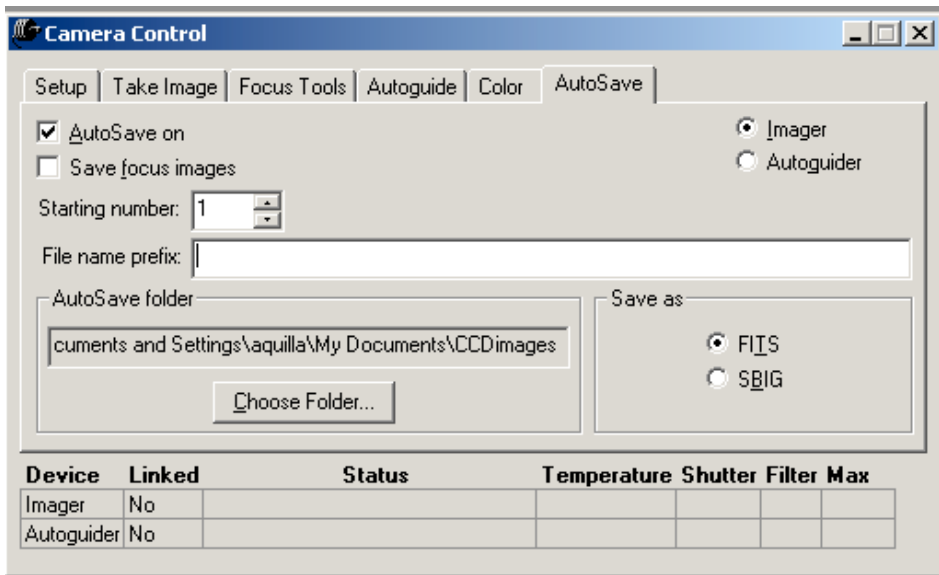 Camera Control
Setup Take Image Focus Tools Autoguide Color AutoSave
AutoSave on
Imager
Save focus images
Autoguider
Starting number: 1
File name prefix:
AutoSave folder
Save as
cuments and Settings\aquilla\My Documents\CCDimages
FITS
SBIG
Choose Folder...
Device Linked Status Temperature Shutter Filter Max
Imager No
Autoguider No